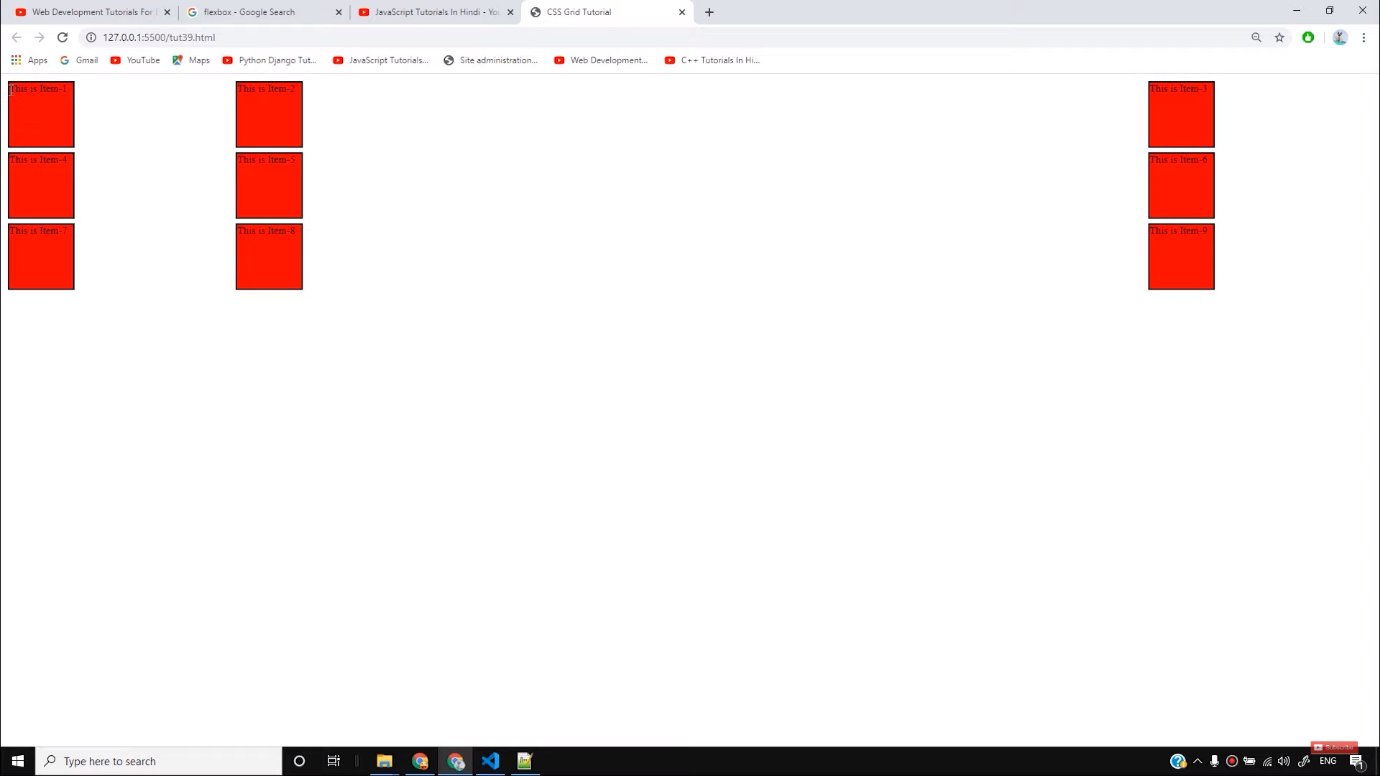 Web Development Tutorials For
flexbox - Google Search
JavaScript Tutorials In Hindi - Yo
CSS Grid Tutorial
127.0.0.1:5500/tut39.html
Apps
Gmail
YouTube
Maps
Python Django Tut...
JavaScript Tutorials...
Site administration...
Web Development...
C++ Tutorials In Hi...
This is Item-1
This is Item-2
This is Item-3
This is Item-4
This is Item-5
This is Item-6
This is Item-7
This is Item-8
This is Item-9
Subscribe
Type here to search
ENG
1